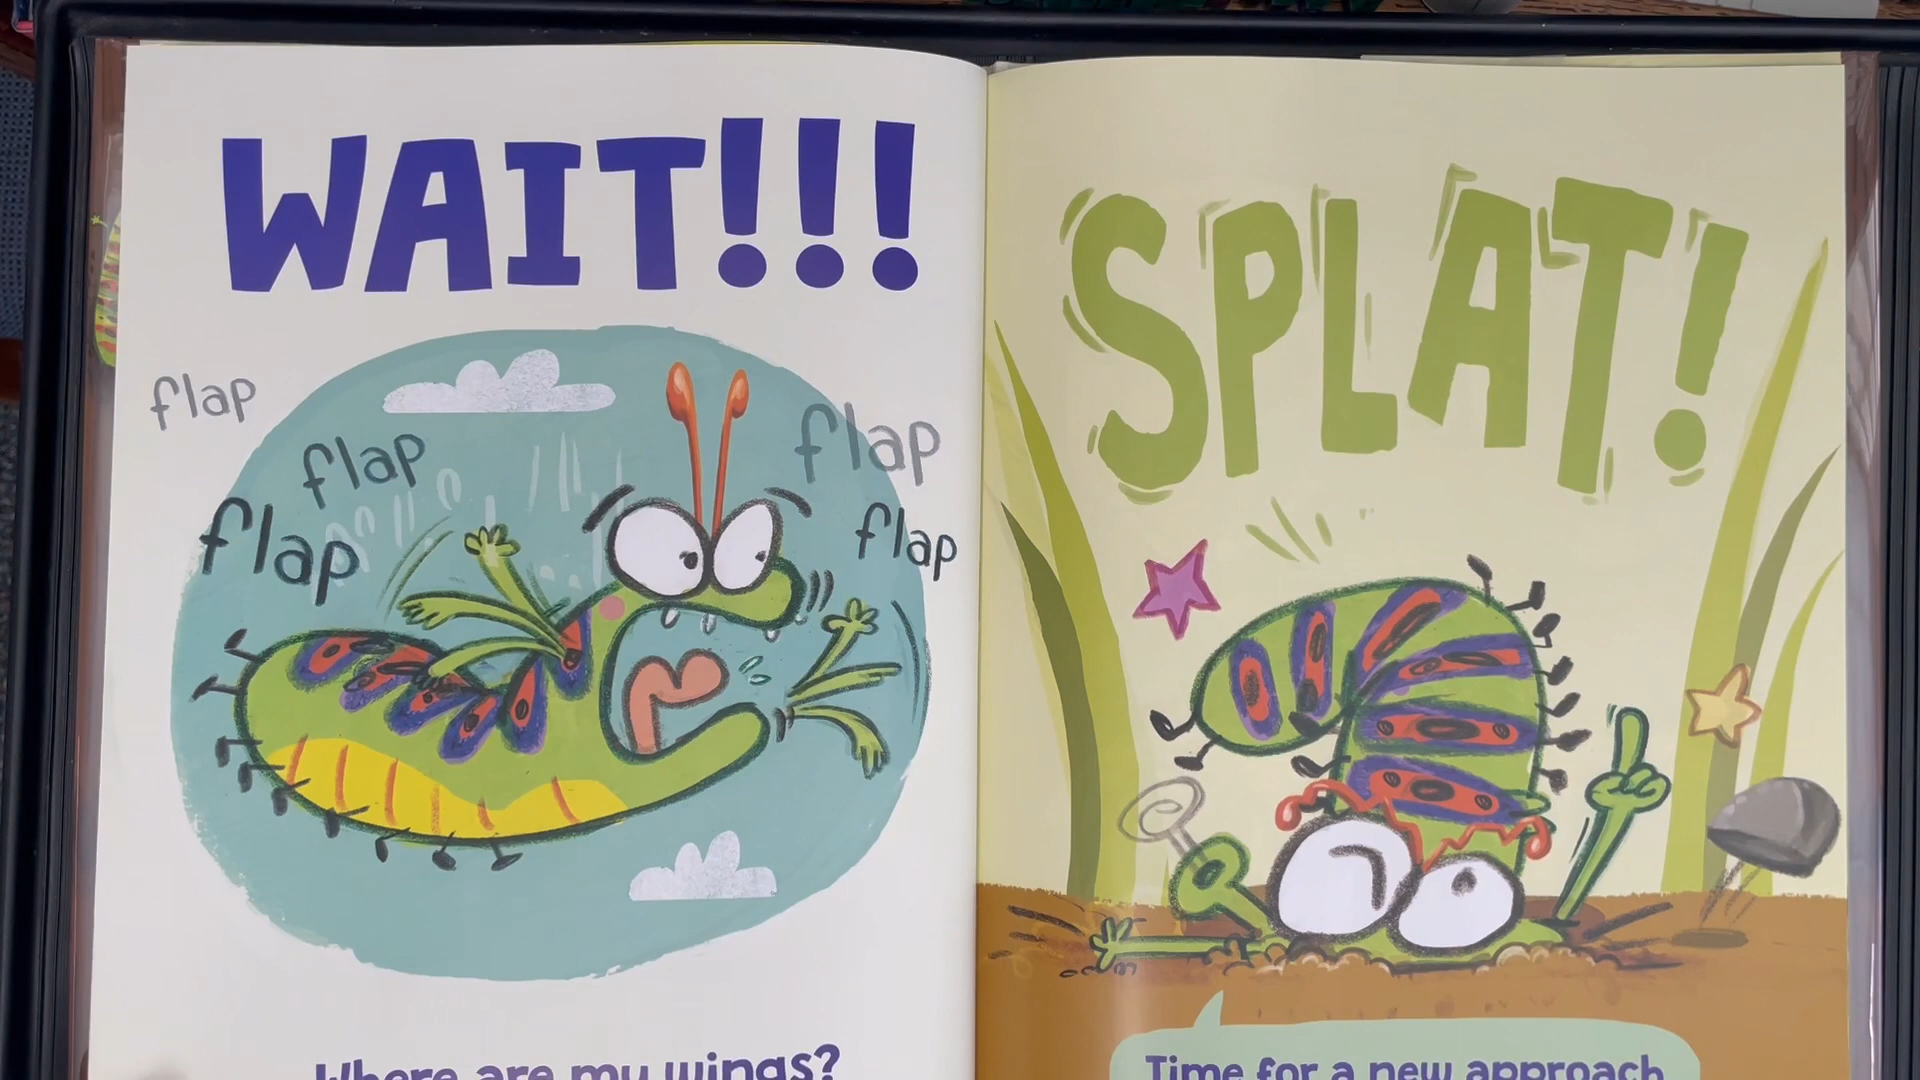 WAIT!!!
flap
flap
flap
flap
flap
Where are my wings?
SPLAT!
Time for a new approach